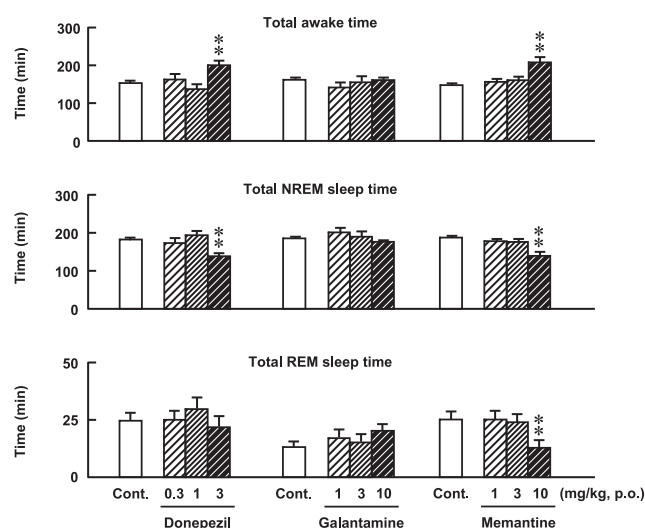 Total awake time
Time (min)
300
200
100
0
**
**
Total NREM sleep time
Time (min)
300
200
100
0
**
**
Total REM sleep time
Time (min)
50
25
0
**
Cont. 0.3 1 3 Cont. 1 3 10 Cont. 1 3 10 (mg/kg, p.o.)
Donepezil Galantamine Memantine